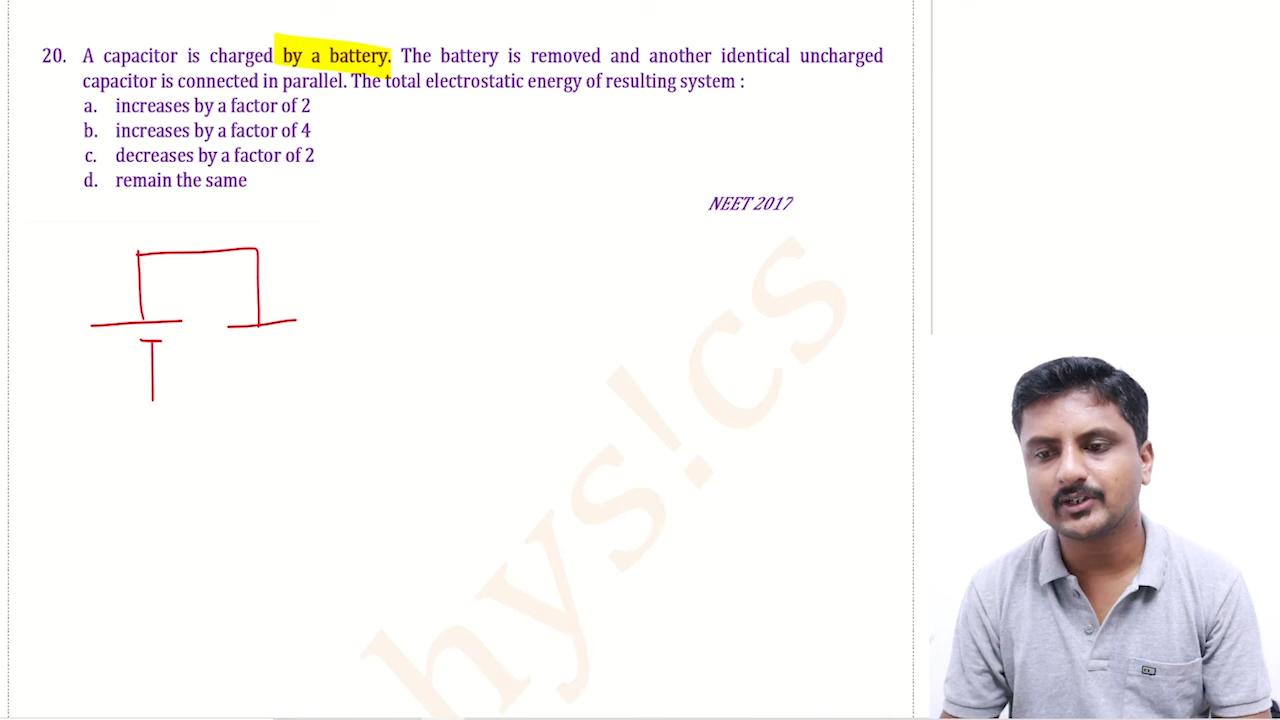 20. A capacitor is charged by a battery. The battery is removed and another identical uncharged
capacitor is connected in parallel. The total electrostatic energy of resulting system :
a. increases by a factor of 2
b. increases by a factor of 4
c. decreases by a factor of 2
d. remain the same
NEET 2017
hys!cs